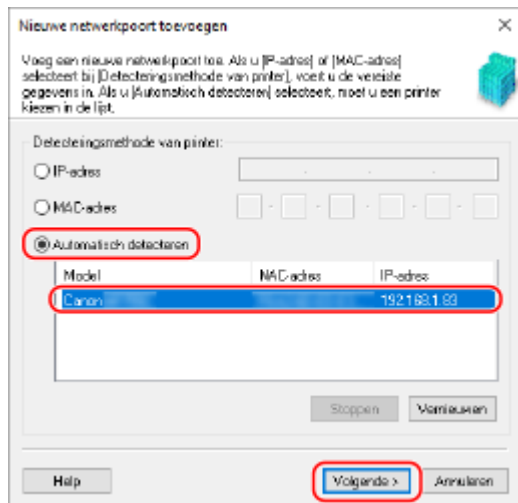 Nieuwe netwerkpoort toevoegen
Voeg een nieuwe netwerkpoort toe. Als u [IP-adres] of [MAC-adres]
selecteert bij [Detecteringsmethode van printer], voert u de vereiste
gegevens in. Als u [Automatisch detecteren] selecteert, moet u een printer
kiezen in de lijst.
Detecteringsmethode van printer:
IP-adres
MAC-adres
Automatisch detecteren
Model MAC-adres IP-adres
Canon 192.168.1.83
Stoppen Vernieuwen
Help Volgende > Annuleren